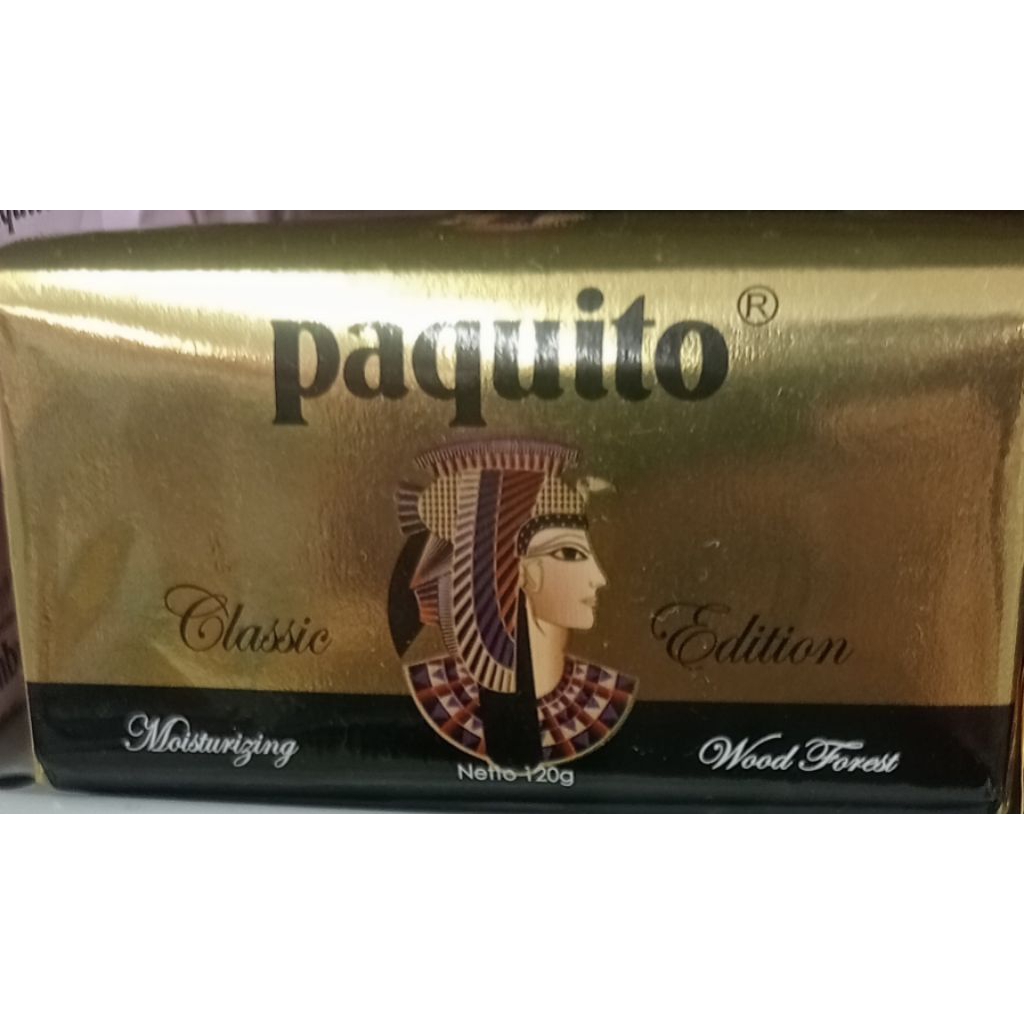 paquito®
Classic Edition
Moisturizing
Wood Forest
Netto 120g